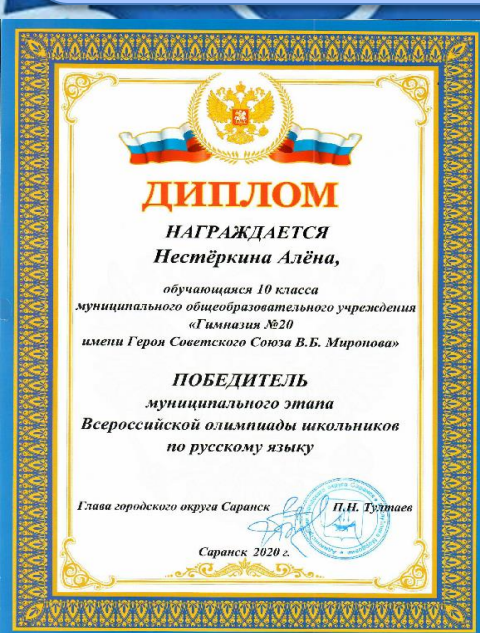 ДИПЛОМ
НАГРАЖДАЕТСЯ
Нестёркина Алёна,
обучающаяся 10 класса
муниципального общеобразовательного учреждения
«Гимназия №20
имени Героя Советского Союза В.Б. Миронова»
ПОБЕДИТЕЛЬ
муниципального этапа
Всероссийской олимпиады школьников
по русскому языку
Глава городского округа Саранск П.Н. Тултаев
Саранск 2020 г.